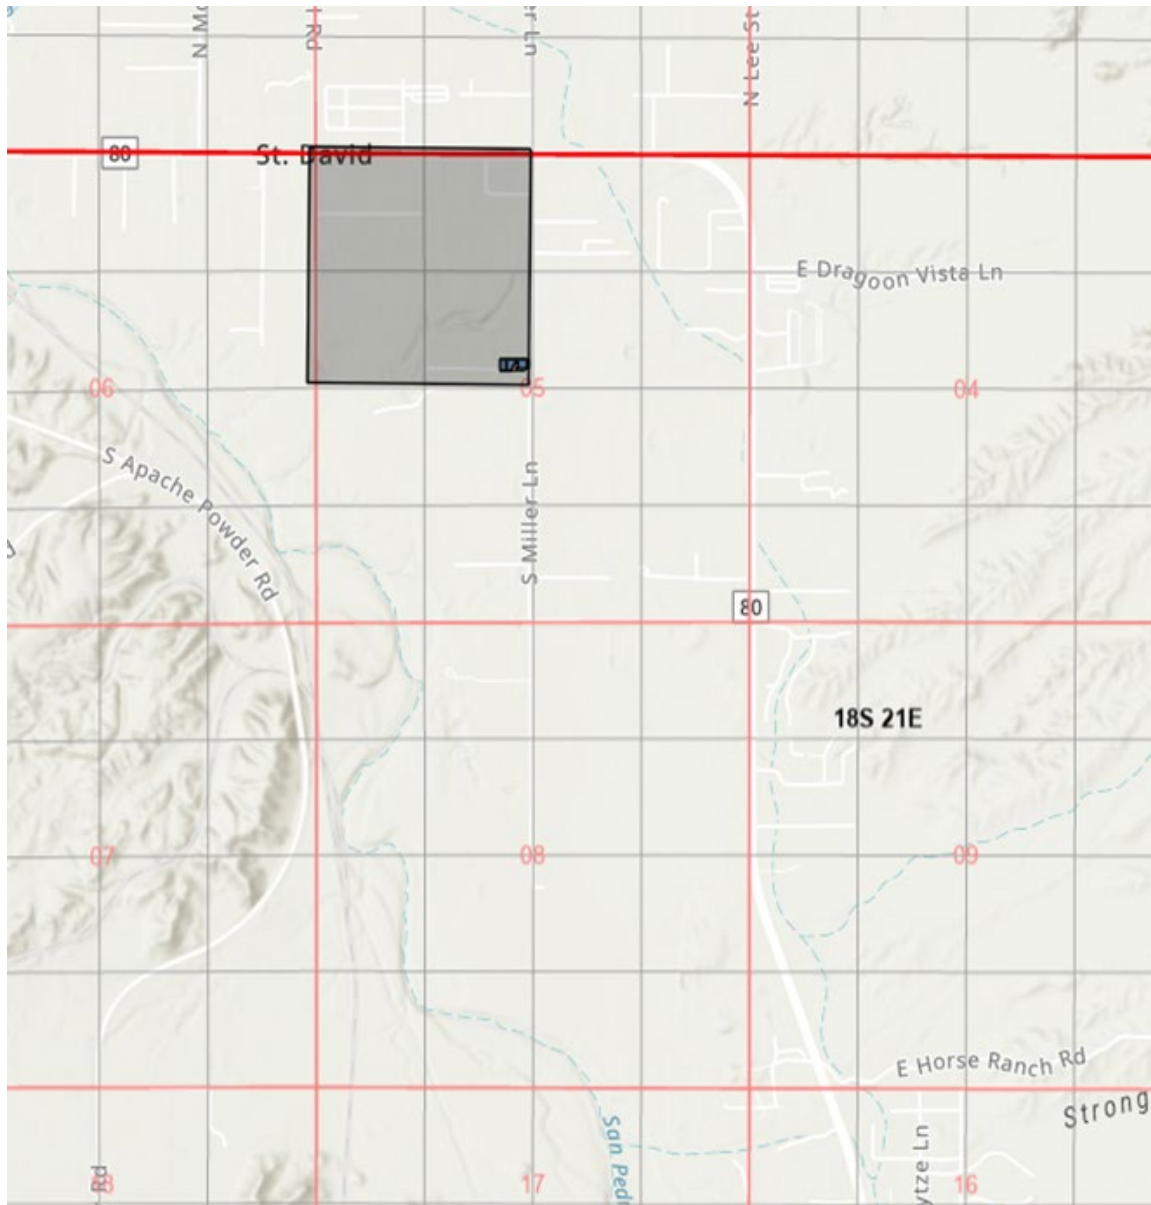 N Mo
Rd
r Ln
N Lee St
80
St. David
E Dragoon Vista Ln
06
05
04
S Apache Powder Rd
S Miller Ln
80
18S 21E
07
08
09
E Horse Ranch Rd
Strong
San Ped
ytze Ln
Rd
17
16